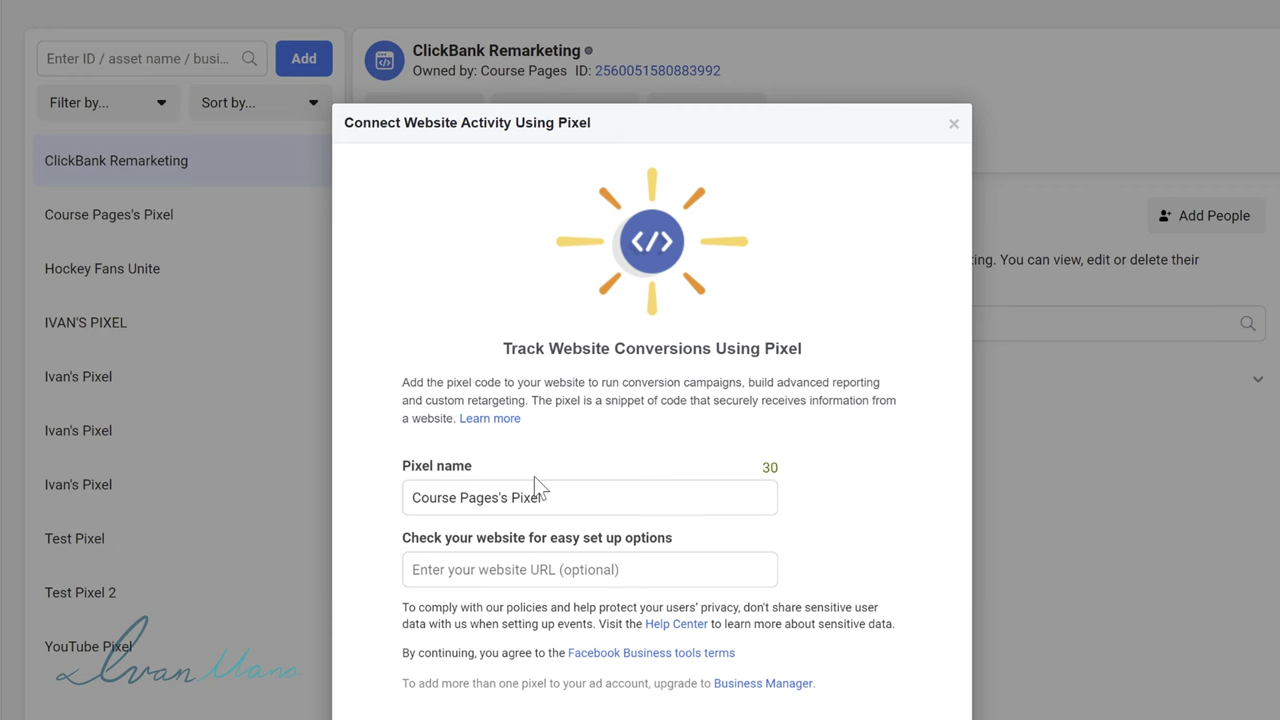 Enter ID / asset name / busi...
Add
Filter by...
Sort by...
ClickBank Remarketing
Course Pages's Pixel
Hockey Fans Unite
IVAN'S PIXEL
Ivan's Pixel
Ivan's Pixel
Ivan's Pixel
Test Pixel
Test Pixel 2
YouTube Pixel
Ivan Mana
ClickBank Remarketing
Owned by: Course Pages ID: 2560051580883992
Add People
ing. You can view, edit or delete their
Connect Website Activity Using Pixel
</>
Track Website Conversions Using Pixel
Add the pixel code to your website to run conversion campaigns, build advanced reporting
and custom retargeting. The pixel is a snippet of code that securely receives information from
a website. Learn more
Pixel name 30
Course Pages's Pixel
Check your website for easy set up options
Enter your website URL (optional)
To comply with our policies and help protect your users' privacy, don't share sensitive user
data with us when setting up events. Visit the Help Center to learn more about sensitive data.
By continuing, you agree to the Facebook Business tools terms
To add more than one pixel to your ad account, upgrade to Business Manager.